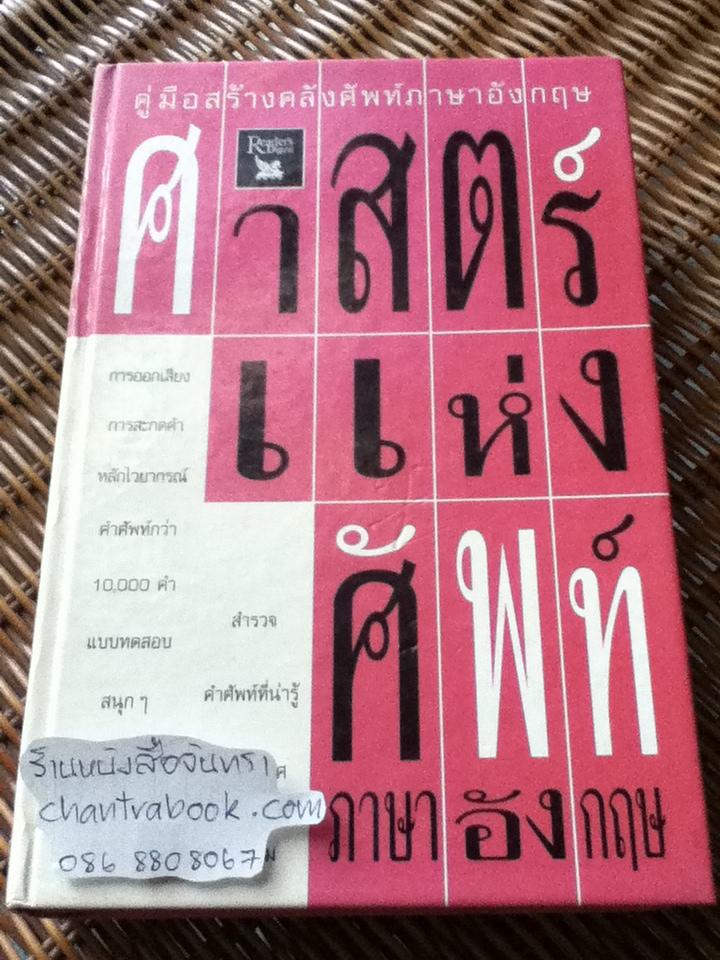 คู่มือสร้างคลังศัพท์ภาษาอังกฤษ
Reader's
Digest
ศาสตร์
แห่ง
ศัพท์
ภาษาอังกฤษ
การออกเสียง
การสะกดคำ
หลักไวยากรณ์
คำศัพท์กว่า
10,000 คำ
แบบทดสอบ
สนุก ๆ
สำรวจ
คำศัพท์ที่น่ารู้
ร้านหนังสือจันทรา
chantrabook.com
086 8808067